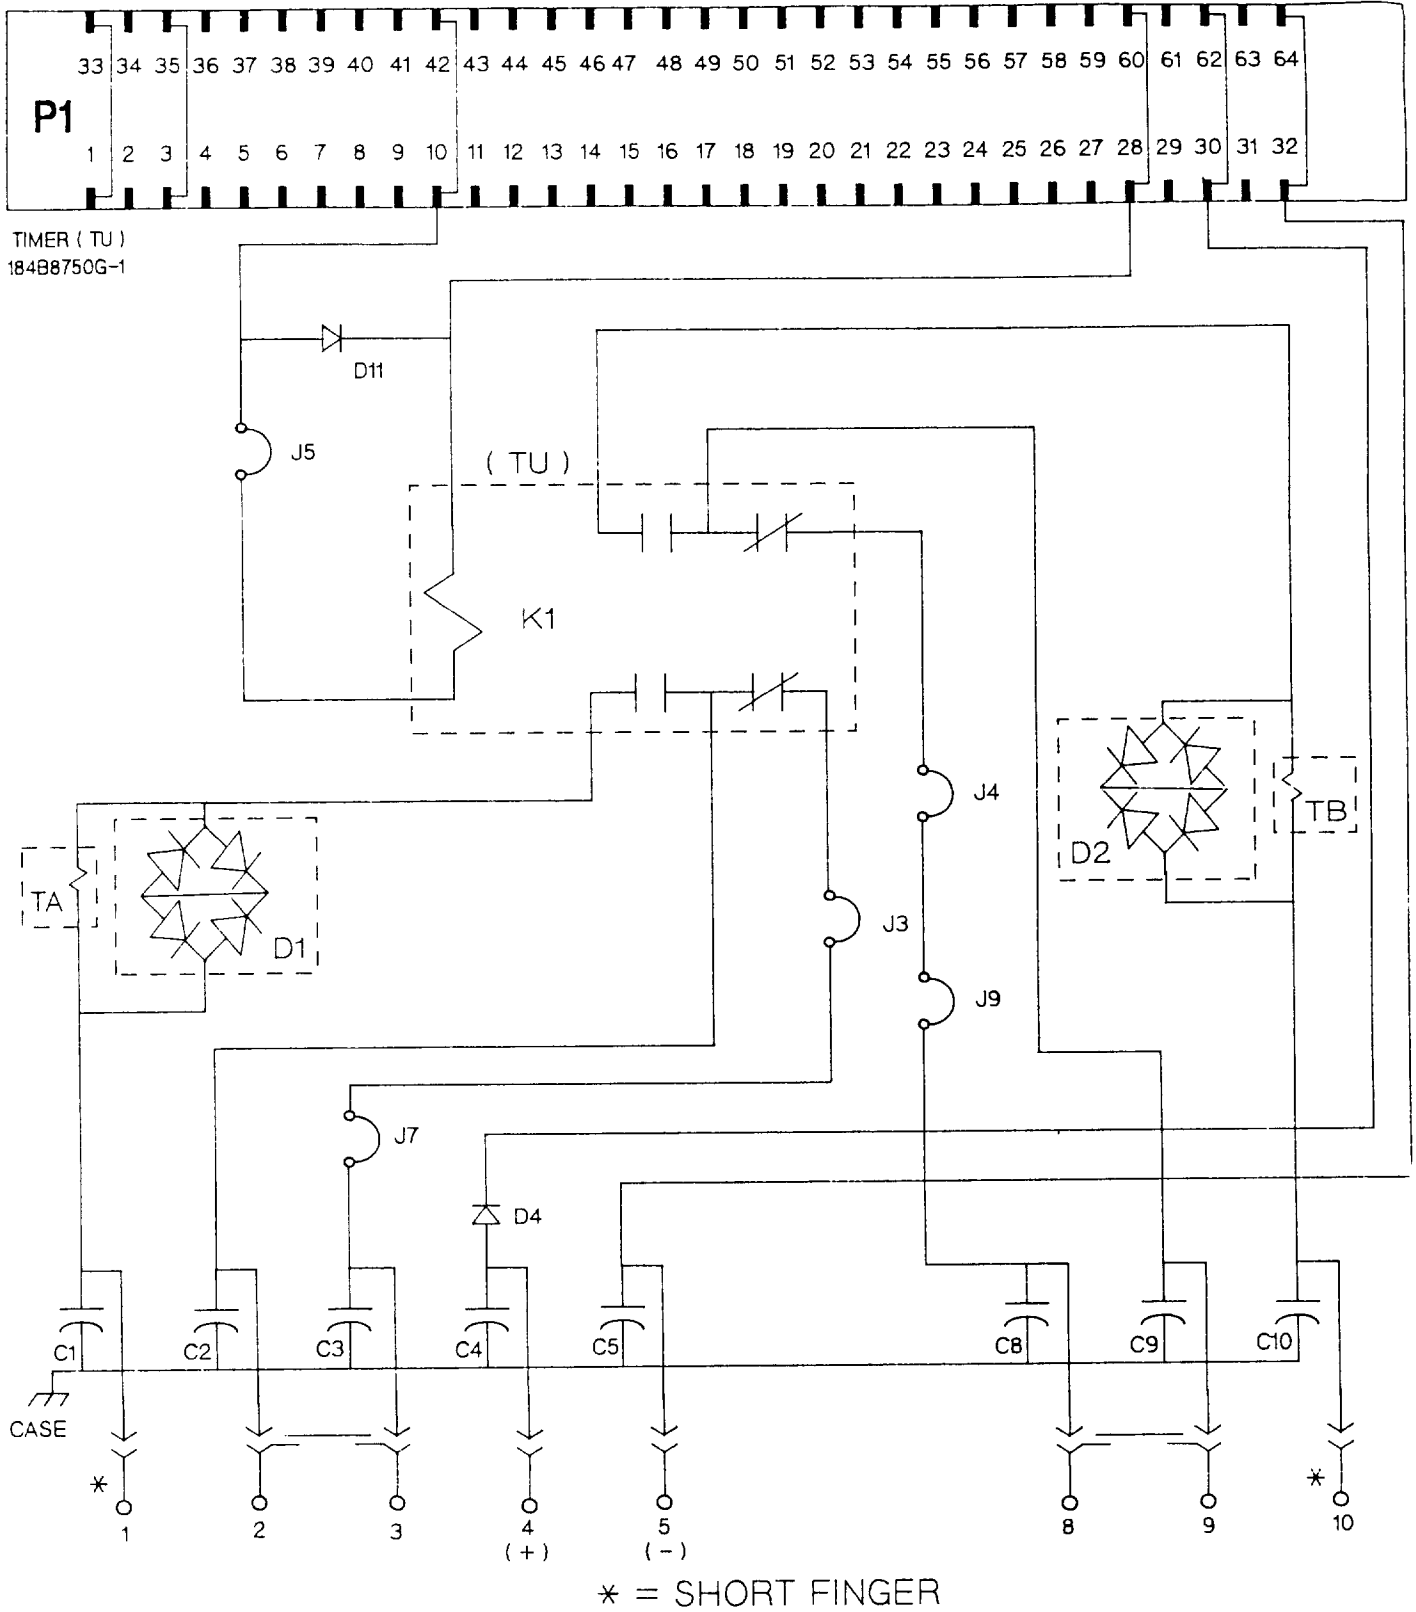 33 34 35 36 37 38 39 40 41 42 43 44 45 46 47 48 49 50 51 52 53 54 55 56 57 58 59 60 61 62 63 64
P1
1 2 3 4 5 6 7 8 9 10 11 12 13 14 15 16 17 18 19 20 21 22 23 24 25 26 27 28 29 30 31 32
TIMER ( TU )
184B8750G-1
D11
J5
( TU )
K1
J4
TB
D2
TA
D1
J3
J9
J7
D4
C1 C2 C3 C4 C5 C8 C9 C10
CASE
* *
1 2 3 4 5 8 9 10
( + ) ( - )
* = SHORT FINGER